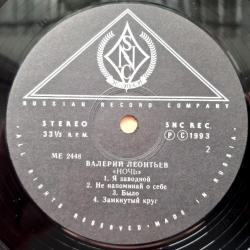 SNC
RUSSIAN RECORD COMPANY
STEREO
33⅓ R.P.M.
SNC REC
Ⓟ © 1993
ME 2448
2
ВАЛЕРИЙ ЛЕОНТЬЕВ
«НОЧЬ»
1. Я заводной
2. Не напоминай о себе
3. Было
4. Замкнутый круг
ALL RIGHTS RESERVED · MADE IN RUSSIA